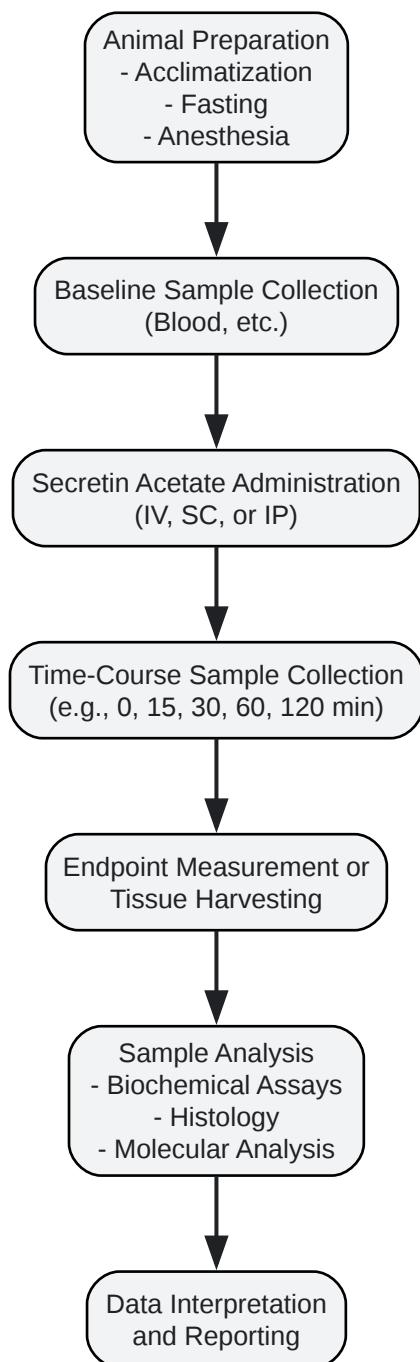 Animal Preparation
- Acclimatization
- Fasting
- Anesthesia
Baseline Sample Collection
(Blood, etc.)
Secretin Acetate Administration
(IV, SC, or IP)
Time-Course Sample Collection
(e.g., 0, 15, 30, 60, 120 min)
Endpoint Measurement or
Tissue Harvesting
Sample Analysis
- Biochemical Assays
- Histology
- Molecular Analysis
Data Interpretation
and Reporting